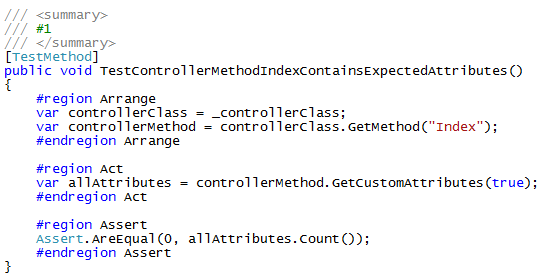 /// <summary>
/// #1
/// </summary>
[TestMethod]
public void TestControllerMethodIndexContainsExpectedAttributes()
{
    #region Arrange
    var controllerClass = _controllerClass;
    var controllerMethod = controllerClass.GetMethod("Index");
    #endregion Arrange

    #region Act
    var allAttributes = controllerMethod.GetCustomAttributes(true);
    #endregion Act

    #region Assert
    Assert.AreEqual(0, allAttributes.Count());
    #endregion Assert
}